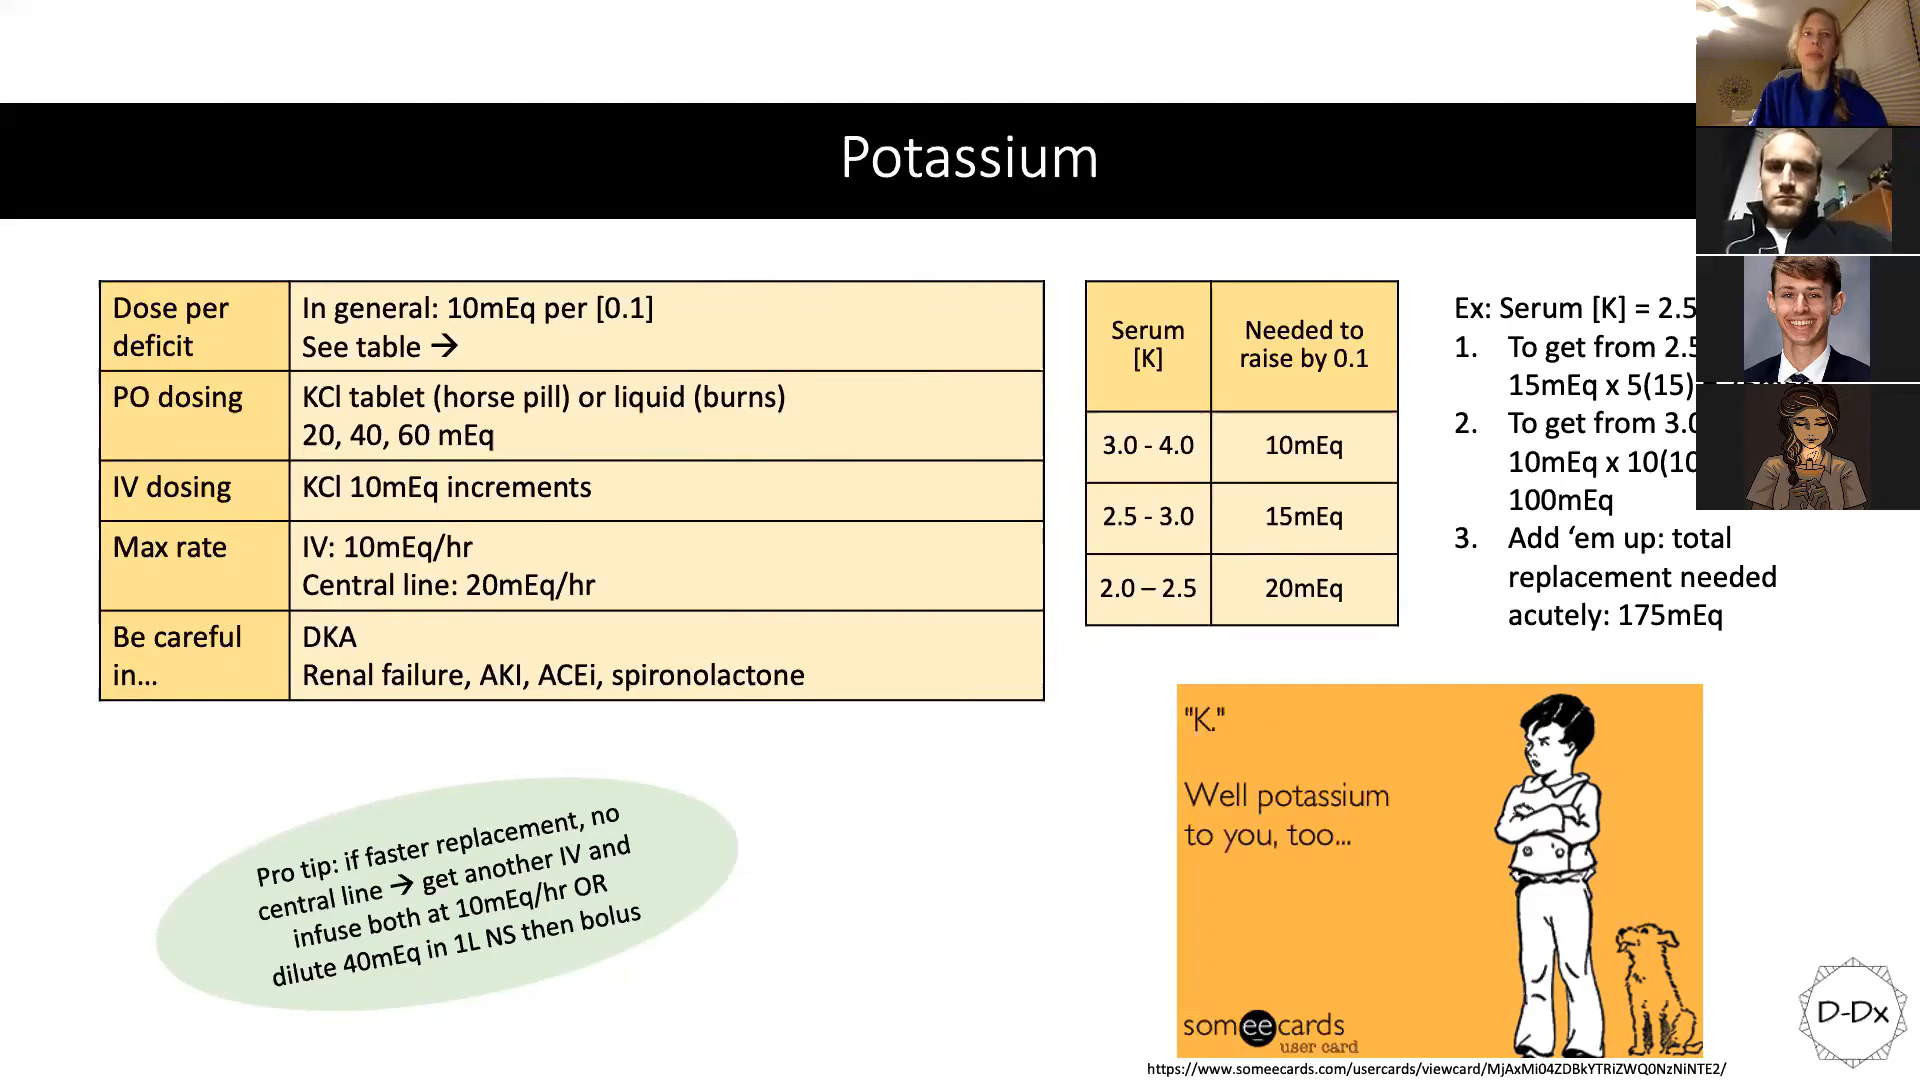 Potassium
Dose per
deficit
In general: 10mEq per [0.1]
See table →
PO dosing
KCl tablet (horse pill) or liquid (burns)
20, 40, 60 mEq
IV dosing
KCl 10mEq increments
Max rate
IV: 10mEq/hr
Central line: 20mEq/hr
Be careful
in...
DKA
Renal failure, AKI, ACEi, spironolactone
Serum
[K]
Needed to
raise by 0.1
3.0 - 4.0
10mEq
2.5 - 3.0
15mEq
2.0 – 2.5
20mEq
Ex: Serum [K] = 2.5
1. To get from 2.5
15mEq x 5(15)
2. To get from 3.0
10mEq x 10(10
100mEq
3. Add ‘em up: total
replacement needed
acutely: 175mEq
Pro tip: if faster replacement, no
central line → get another IV and
infuse both at 10mEq/hr OR
dilute 40mEq in 1L NS then bolus
"K."
Well potassium
to you, too...
someecards
user card
D-Dx
https://www.someecards.com/usercards/viewcard/MjAxMi04ZDBkYTRiZWQ0NzNiNTE2/